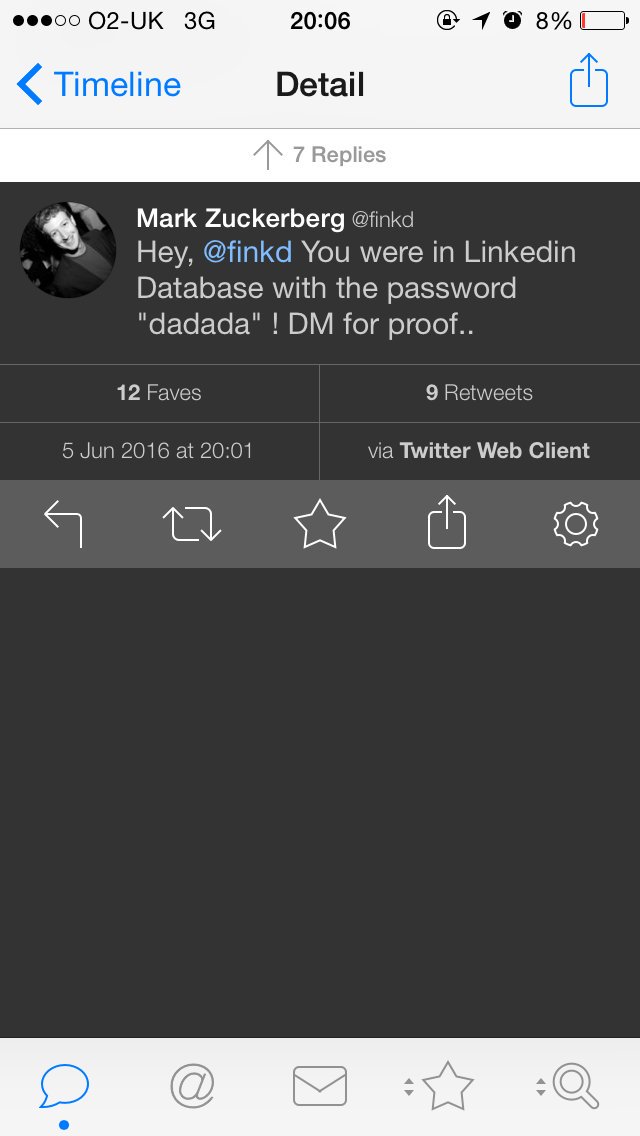 O2-UK 3G 20:06 8%
Timeline Detail
7 Replies
Mark Zuckerberg @finkd
Hey, @finkd You were in Linkedin
Database with the password
"dadada" ! DM for proof..
12 Faves 9 Retweets
5 Jun 2016 at 20:01 via Twitter Web Client
@